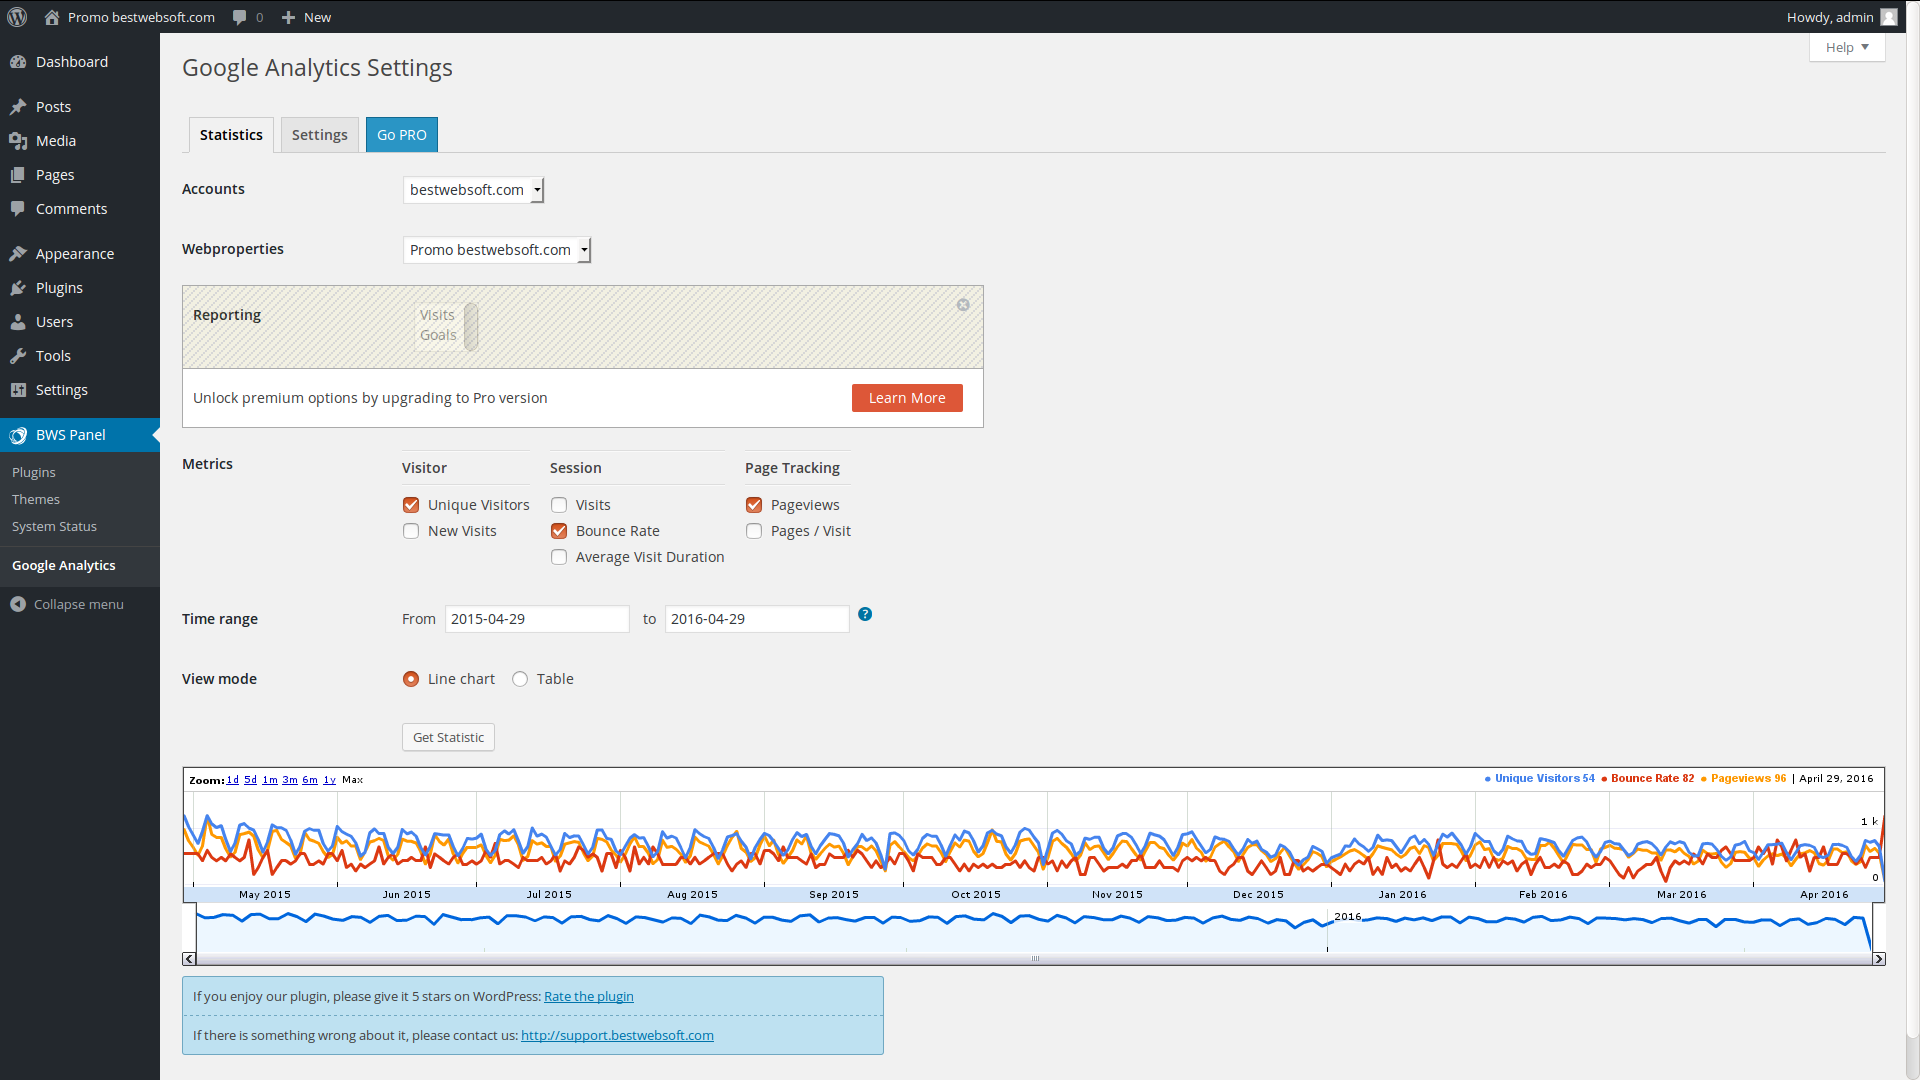 Promo bestwebsoft.com 0 New Howdy, admin
Help
Dashboard
Posts
Media
Pages
Comments
Appearance
Plugins
Users
Tools
Settings
BWS Panel
Plugins
Themes
System Status
Google Analytics
Collapse menu
Google Analytics Settings
Statistics Settings Go PRO
Accounts bestwebsoft.com
Webproperties Promo bestwebsoft.com
Reporting Visits
Goals
Unlock premium options by upgrading to Pro version Learn More
Metrics Visitor Session Page Tracking
Unique Visitors Visits Pageviews
New Visits Bounce Rate Pages / Visit
Average Visit Duration
Time range From 2015-04-29 to 2016-04-29 ?
View mode Line chart Table
Get Statistic
Zoom: 1d 5d 1m 3m 6m 1y Max Unique Visitors 54 Bounce Rate 82 Pageviews 96 | April 29, 2016
1 k
0
May 2015 Jun 2015 Jul 2015 Aug 2015 Sep 2015 Oct 2015 Nov 2015 Dec 2015 Jan 2016 Feb 2016 Mar 2016 Apr 2016
2016
If you enjoy our plugin, please give it 5 stars on WordPress: Rate the plugin
If there is something wrong about it, please contact us: http://support.bestwebsoft.com